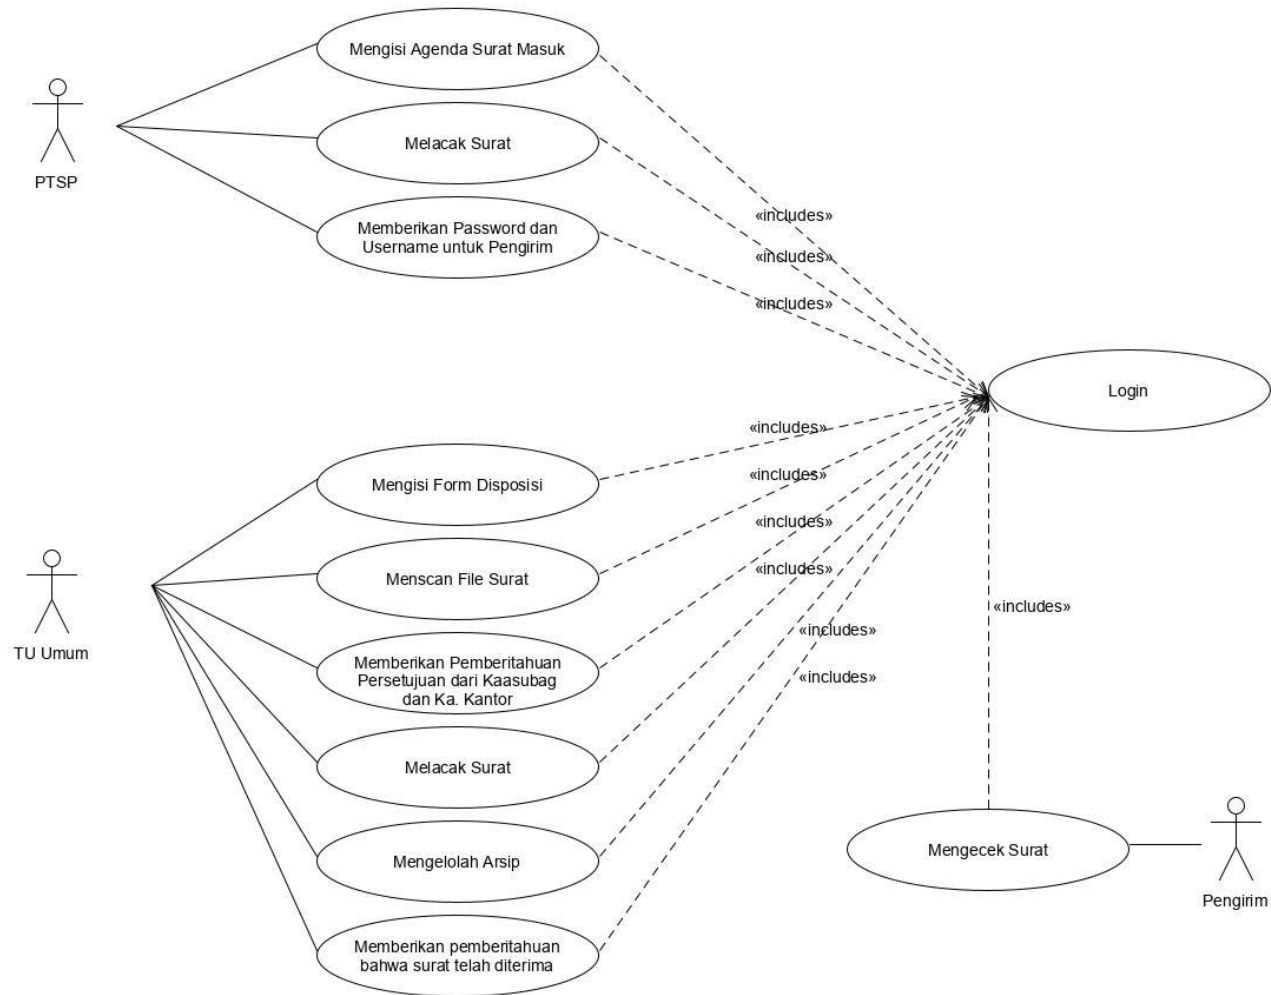 Mengisi Agenda Surat Masuk
PTSP
Melacak Surat
Memberikan Password dan
Username untuk Pengirim
«includes»
«includes»
«includes»
Login
«includes»
Mengisi Form Disposisi
«includes»
«includes»
Menscan File Surat
«includes»
TU Umum
«includes»
«includes»
Memberikan Pemberitahuan
Persetujuan dari Kaasubag
dan Ka. Kantor
«includes»
Melacak Surat
Mengelolah Arsip
Mengecek Surat
Pengirim
Memberikan pemberitahuan
bahwa surat telah diterima